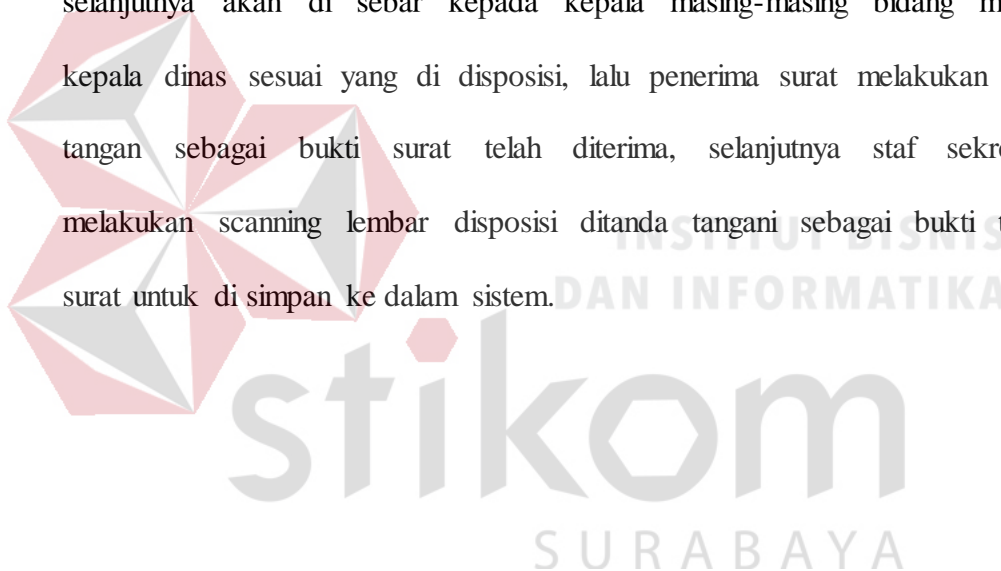 selanjutnya akan di sebar kepada kepala masing-masing bidang
kepala dinas sesuai yang di disposisi, lalu penerima surat melakukan
tangan sebagai bukti surat telah diterima, selanjutnya staf
melakukan scanning lembar disposisi ditanda tangani sebagai bukti
surat untuk di simpan ke dalam sistem.
INSTITUT BISNIS
DAN INFORMATIKA
stikom
SURABAYA